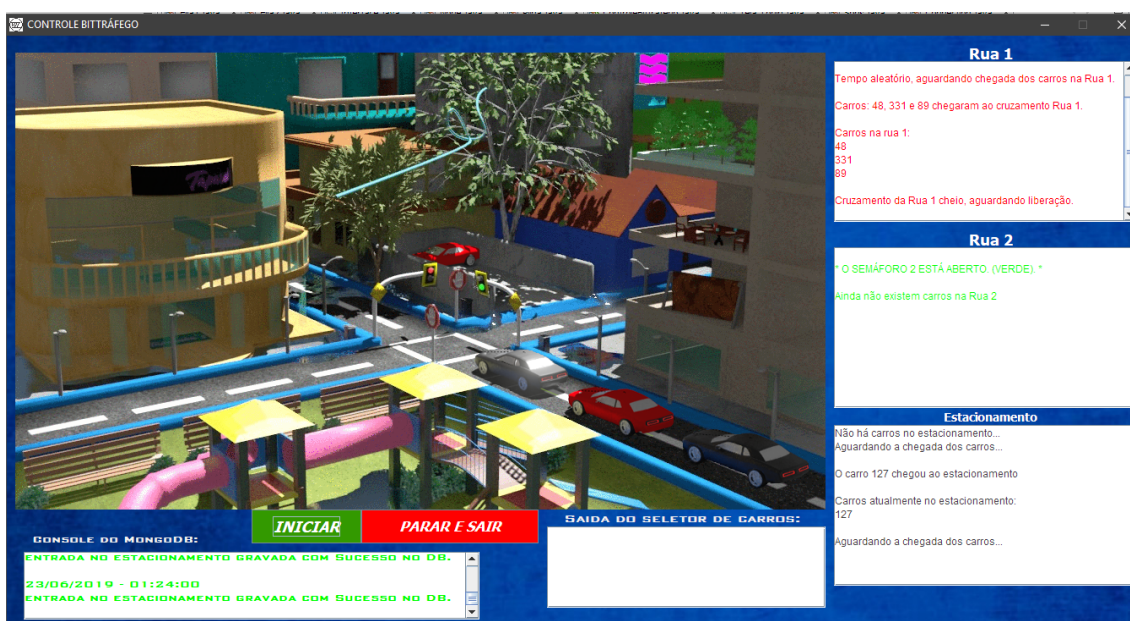 CONTROLE BITTRÁFEGO
Rua 1
Tempo aleatório, aguardando chegada dos carros na Rua 1.
Carros: 48, 331 e 89 chegaram ao cruzamento Rua 1.
Carros na rua 1:
48
331
89
Cruzamento da Rua 1 cheio, aguardando liberação.
Rua 2
* O SEMÁFORO 2 ESTÁ ABERTO. (VERDE). *
Ainda não existem carros na Rua 2
Estacionamento
Não há carros no estacionamento...
Aguardando a chegada dos carros...
O carro 127 chegou ao estacionamento
Carros atualmente no estacionamento:
127
Aguardando a chegada dos carros...
INICIAR
PARAR E SAIR
Saida do seletor de carros:
Console do MongoDB:
entrada no estacionamento gravada com Sucesso no DB.
23/06/2019 - 01:24:00
entrada no estacionamento gravada com Sucesso no DB.